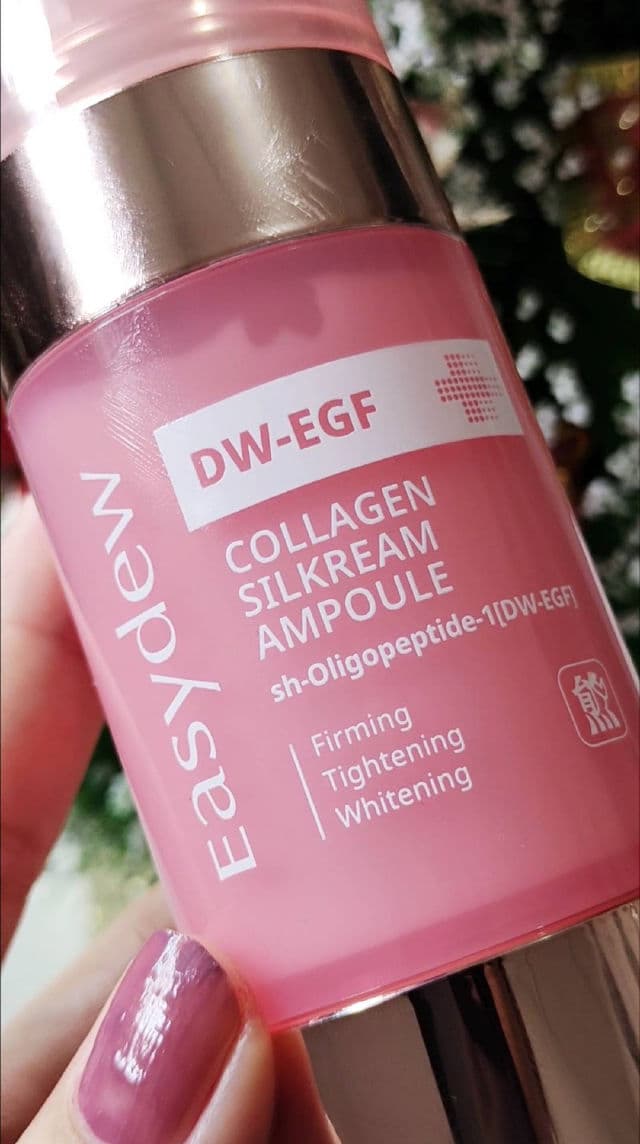 DW-EGF
COLLAGEN
SILKREAM
AMPOULE
sh-Oligopeptide-1[DW-EGF]
Firming
Tightening
Whitening
Easydew